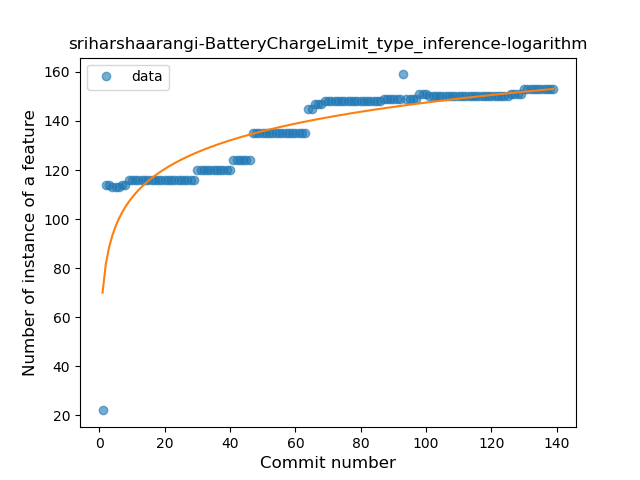 sriharshaarangi-BatteryChargeLimit_type_inference-logarithm
data
Number of instance of a feature
160
140
120
100
80
60
40
20
0 20 40 60 80 100 120 140
Commit number